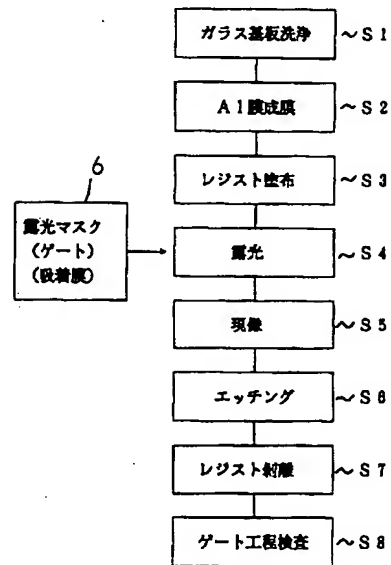 ガラス基板洗浄 ~S1
Al膜成膜 ~S2
レジスト塗布 ~S3
6
露光マスク
(ゲート)
(吸着膜)
露光 ~S4
現像 ~S5
エッチング ~S6
レジスト剥離 ~S7
ゲート工程検査 ~S8